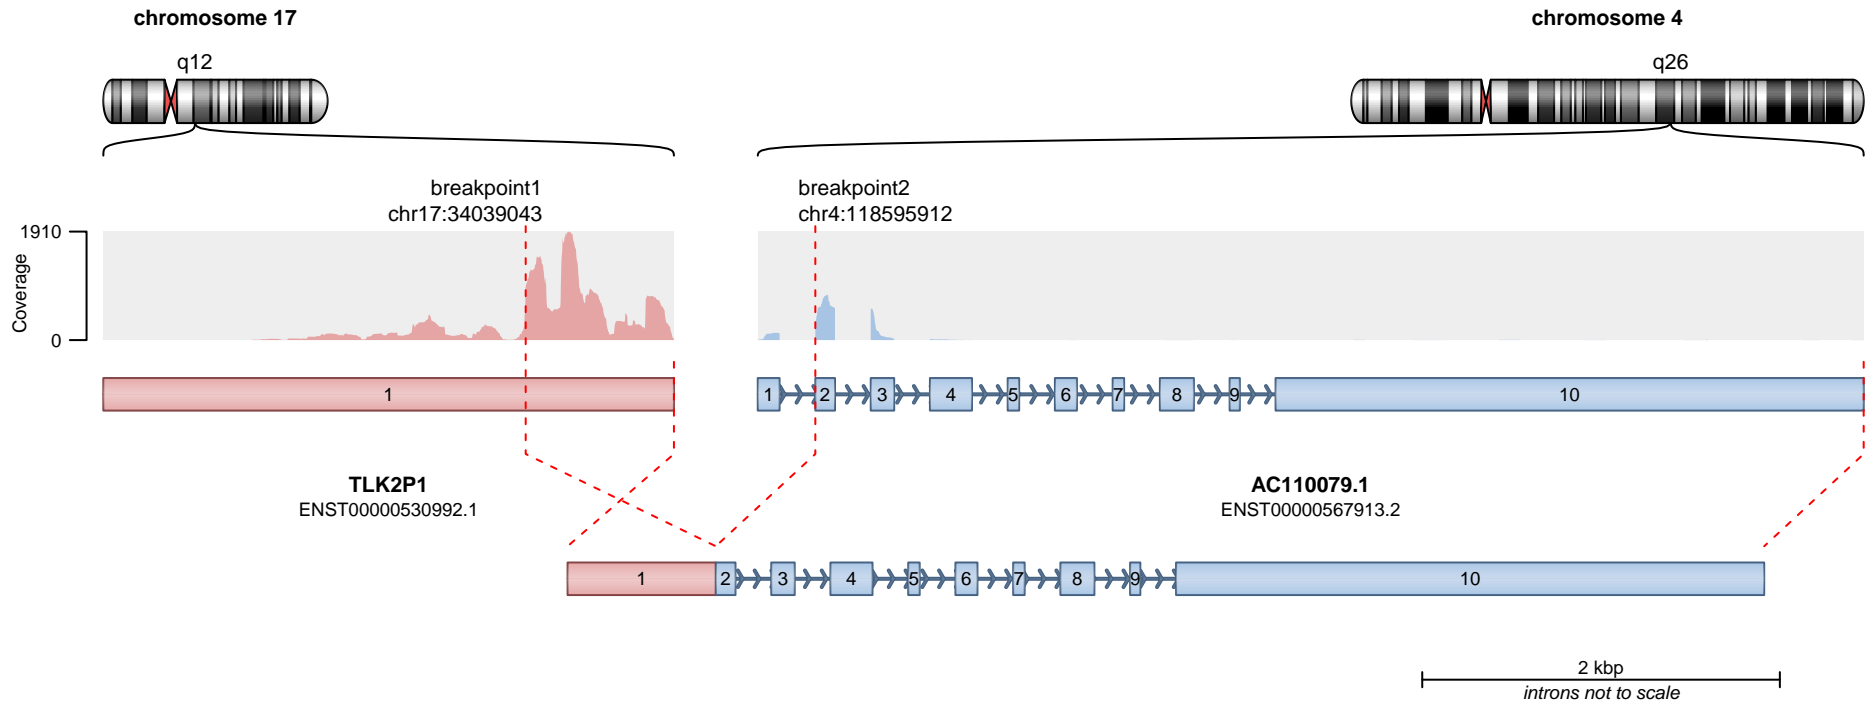 chromosome 17
chromosome 4
q12
q26
breakpoint1
chr17:34039043
breakpoint2
chr4:118595912
1910
Coverage
0
1
1 2 3 4 5 6 7 8 9 10
TLK2P1
ENST00000530992.1
AC110079.1
ENST00000567913.2
1 2 3 4 5 6 7 8 9 10
2 kbp
introns not to scale